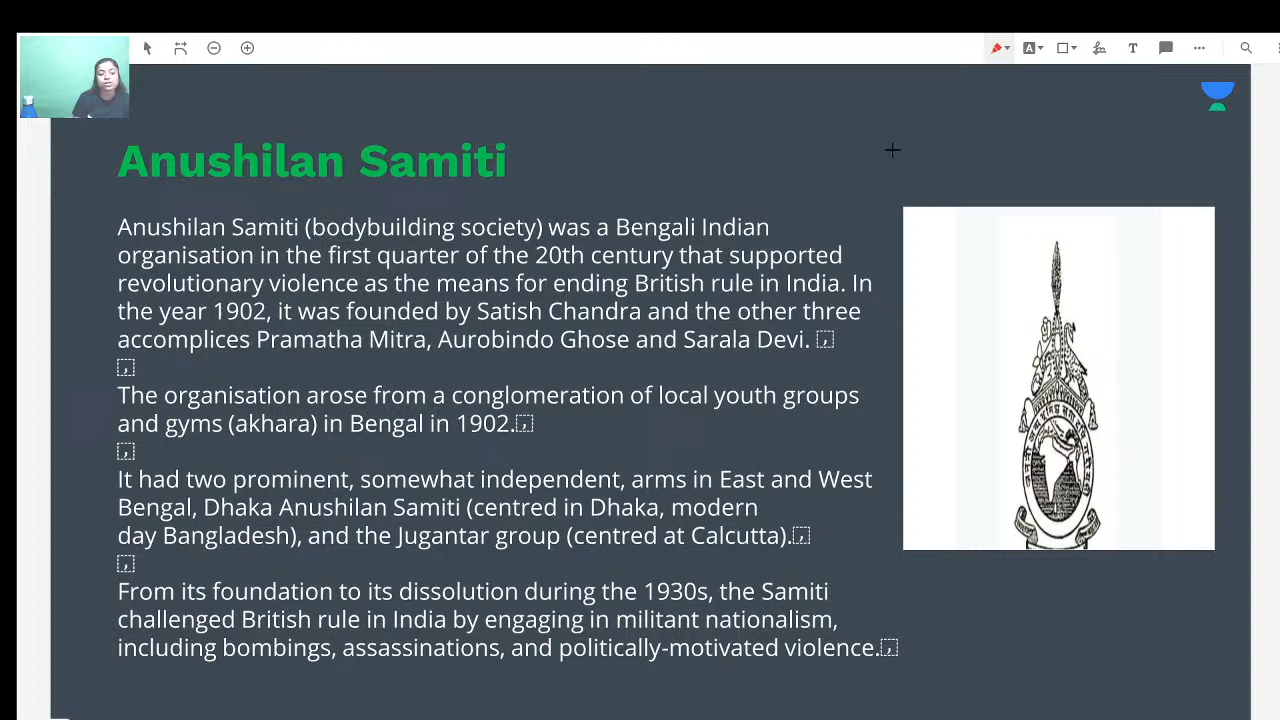 Anushilan Samiti
Anushilan Samiti (bodybuilding society) was a Bengali Indian
organisation in the first quarter of the 20th century that supported
revolutionary violence as the means for ending British rule in India. In
the year 1902, it was founded by Satish Chandra and the other three
accomplices Pramatha Mitra, Aurobindo Ghose and Sarala Devi.
The organisation arose from a conglomeration of local youth groups
and gyms (akhara) in Bengal in 1902.
It had two prominent, somewhat independent, arms in East and West
Bengal, Dhaka Anushilan Samiti (centred in Dhaka, modern
day Bangladesh), and the Jugantar group (centred at Calcutta).
From its foundation to its dissolution during the 1930s, the Samiti
challenged British rule in India by engaging in militant nationalism,
including bombings, assassinations, and politically-motivated violence.